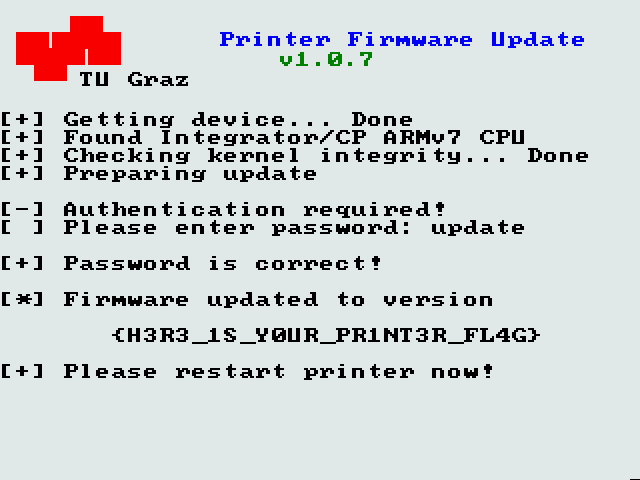 Printer Firmware Update
v1.0.7
TU Graz
[+] Getting device... Done
[+] Found Integrator/CP ARMv7 CPU
[+] Checking kernel integrity... Done
[+] Preparing update
[-] Authentication required!
[ ] Please enter password: update
[+] Password is correct!
[*] Firmware updated to version
{H3R3_1S_Y0UR_PR1NT3R_FL4G}
[+] Please restart printer now!